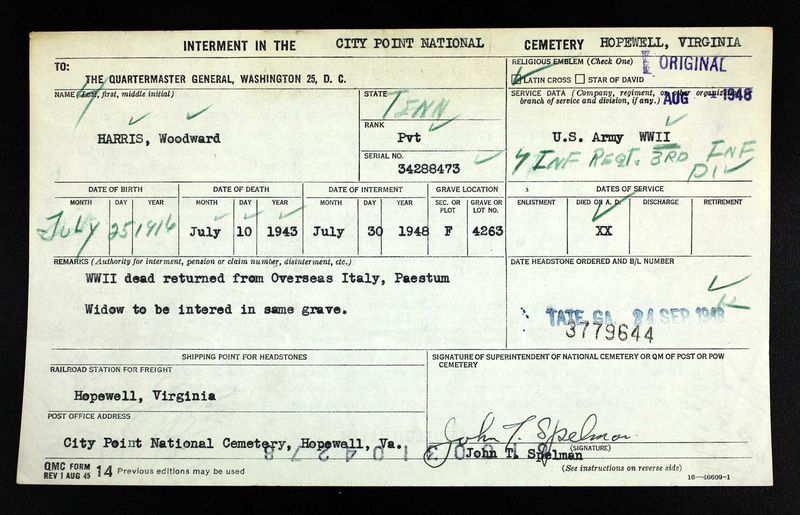 INTERMENT IN THE CITY POINT NATIONAL CEMETERY HOPEWELL, VIRGINIA
TO:
THE QUARTERMASTER GENERAL, WASHINGTON 25, D. C.
RELIGIOUS EMBLEM (Check One)
ORIGINAL
LATIN CROSS STAR OF DAVID
NAME (Last, first, middle initial)
HARRIS, Woodward
STATE
TENN
RANK
Pvt
SERIAL NO.
34288473
SERVICE DATA (Company, regiment, or other organization, branch of service and division, if any.)
AUG 1948
U.S. Army WWII
7 INF REGT. 3RD INF
DIV
DATE OF BIRTH
MONTH DAY YEAR
July 25 1916
DATE OF DEATH
MONTH DAY YEAR
July 10 1943
DATE OF INTERMENT
MONTH DAY YEAR
July 30 1948
GRAVE LOCATION
SEC. OR PLOT GRAVE OR LOT NO.
F 4263
DATES OF SERVICE
ENLISTMENT DIED ON A. D. DISCHARGE RETIREMENT
XX
REMARKS (Authority for interment, pension or claim number, disinterment, etc.)
WWII dead returned from Overseas Italy, Paestum
Widow to be intered in same grave.
DATE HEADSTONE ORDERED AND B/L NUMBER
TATE, GA. 24 SEP 1948
3779644
SHIPPING POINT FOR HEADSTONES
RAILROAD STATION FOR FREIGHT
Hopewell, Virginia
POST OFFICE ADDRESS
City Point National Cemetery, Hopewell, Va.
SIGNATURE OF SUPERINTENDENT OF NATIONAL CEMETERY OR QM OF POST OR POW CEMETERY
John T. Spelman
(SIGNATURE)
John T. Spelman
(See instructions on reverse side)
QMC FORM
REV 1 AUG 45 14 Previous editions may be used
16—46609-1